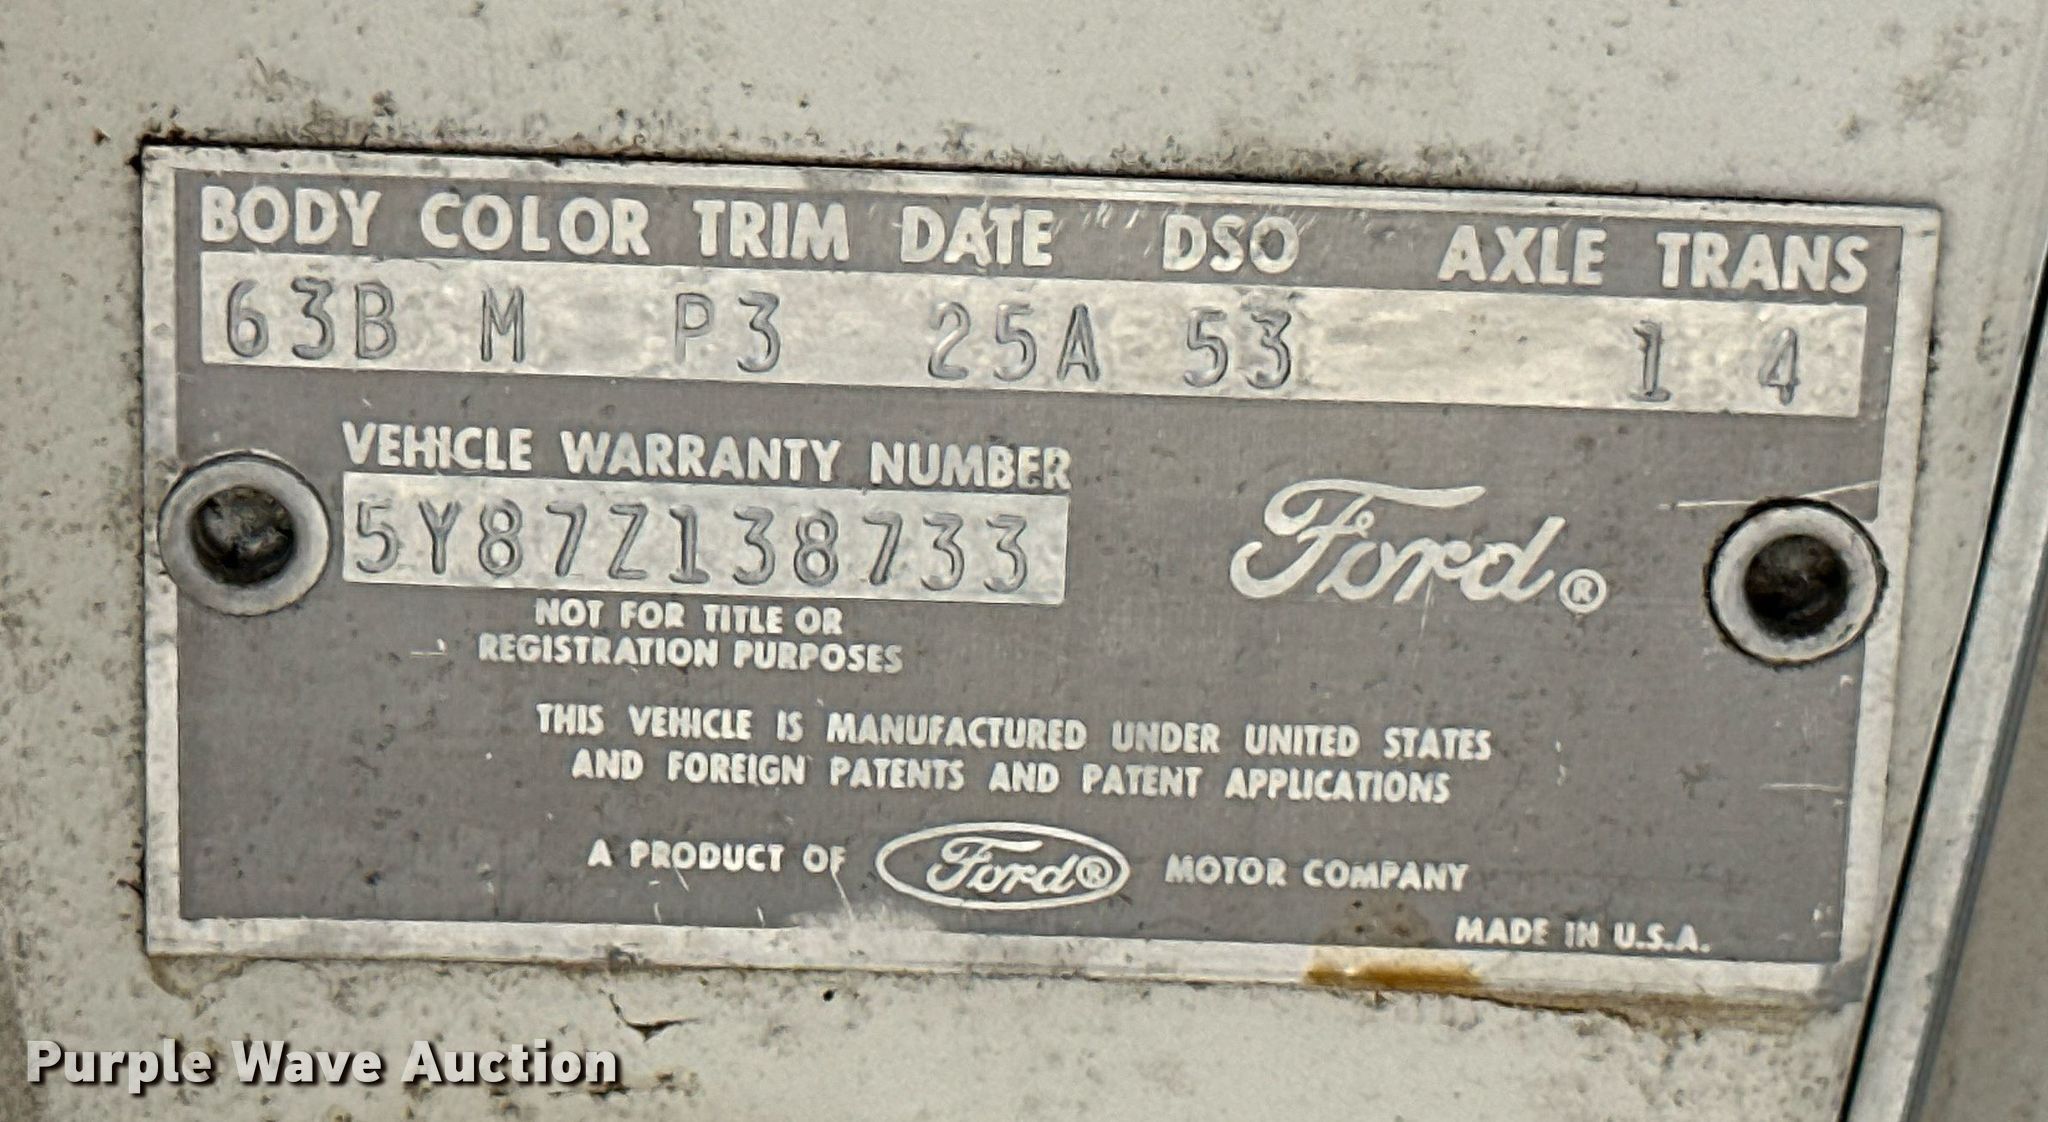 BODY COLOR TRIM DATE DSO AXLE TRANS
63B M P3 25A 53 1 4
VEHICLE WARRANTY NUMBER
5Y87Z138733
Ford®
NOT FOR TITLE OR
REGISTRATION PURPOSES
THIS VEHICLE IS MANUFACTURED UNDER UNITED STATES
AND FOREIGN PATENTS AND PATENT APPLICATIONS
A PRODUCT OF Ford® MOTOR COMPANY
MADE IN U.S.A.
Purple Wave Auction